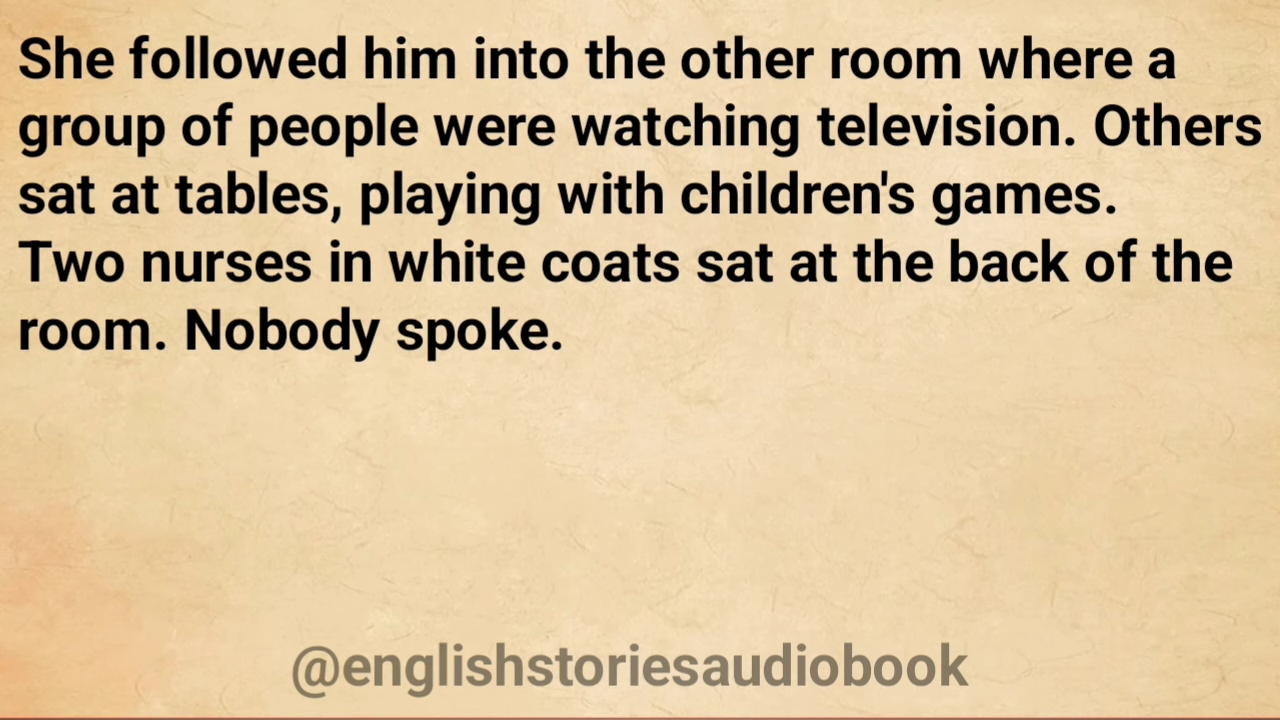 She followed him into the other room where a
group of people were watching television. Others
sat at tables, playing with children's games.
Two nurses in white coats sat at the back of the
room. Nobody spoke.
@englishstoriesaudiobook